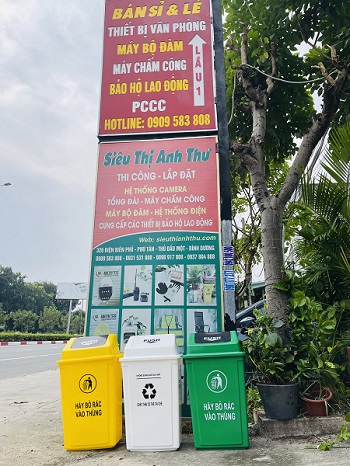 BÁN SỈ & LẺ
THIẾT BỊ VĂN PHÒNG
MÁY BỘ ĐÀM
MÁY CHẤM CÔNG
BẢO HỘ LAO ĐỘNG
PCCC
LẦU 1
HOTLINE: 0909 583 808
Siêu Thị Anh Thư
THI CÔNG - LẮP ĐẶT
HỆ THỐNG CAMERA
TỔNG ĐÀI - MÁY CHẤM CÔNG
MÁY BỘ ĐÀM - HỆ THỐNG ĐIỆN
CUNG CẤP CÁC THIẾT BỊ BẢO HỘ LAO ĐỘNG
Web: sieuthianhthu.com
PUSH
HÃY BỎ RÁC
VÀO THÙNG
HÃY BỎ RÁC
VÀO THÙNG